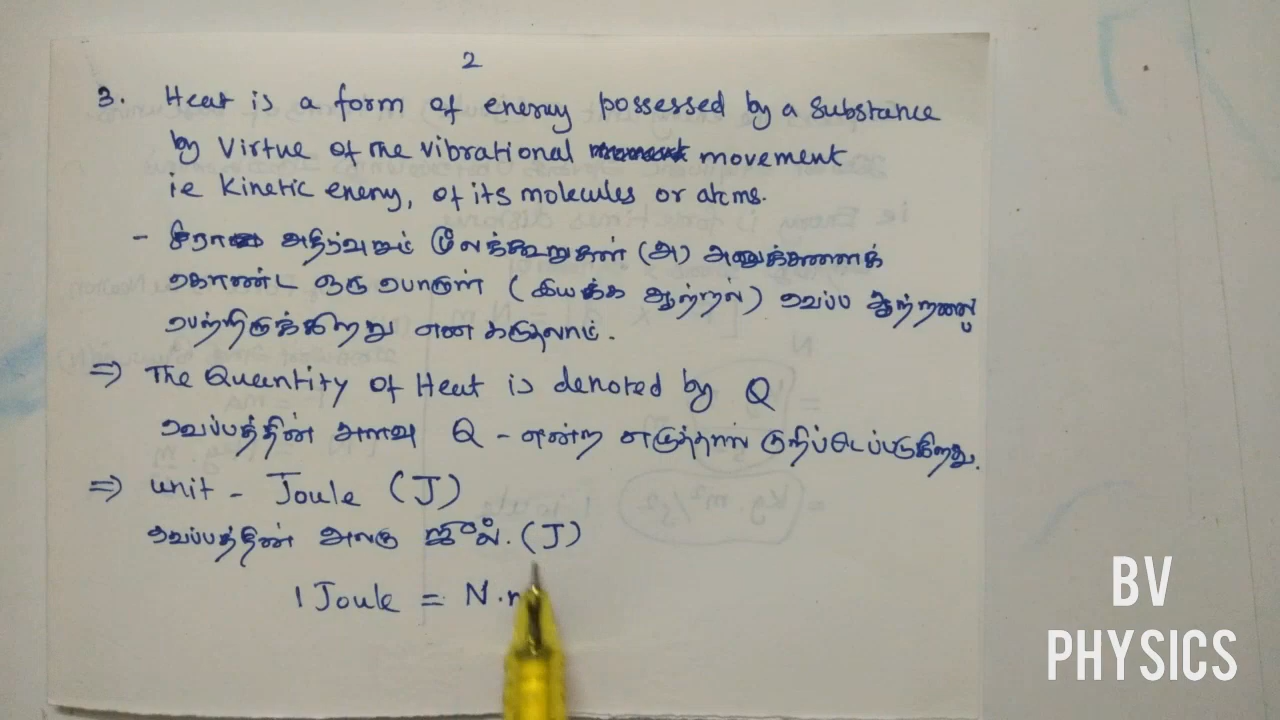 2
3. Heat is a form of energy possessed by a substance
by Virtue of the vibrational movement
ie Kinetic energy, of its molecules or atoms.
- அதிர்வுறும் மூலக்கூறுகள் (அ) அணுக்களைக்
கொண்ட ஒரு பொருள் (இயக்க ஆற்றல்) வெப்ப ஆற்றலை
பெற்றிருக்கிறது என கருதலாம்.
⇒ The Quantity of Heat is denoted by Q
வெப்பத்தின் அளவு Q - என்ற எழுத்தால் குறிப்பிடப்படுகிறது.
⇒ unit - Joule (J)
வெப்பத்தின் அலகு ஜூல். (J)
1 Joule = N.
BV
PHYSICS